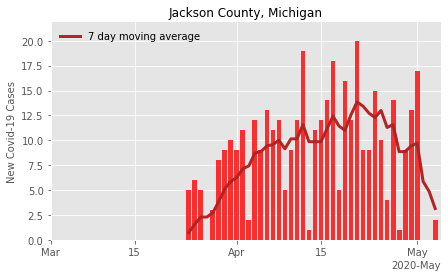 Jackson County, Michigan
7 day moving average
New Covid-19 Cases
20.0
17.5
15.0
12.5
10.0
7.5
5.0
2.5
0.0
Mar 15 Apr 15 May
2020-May